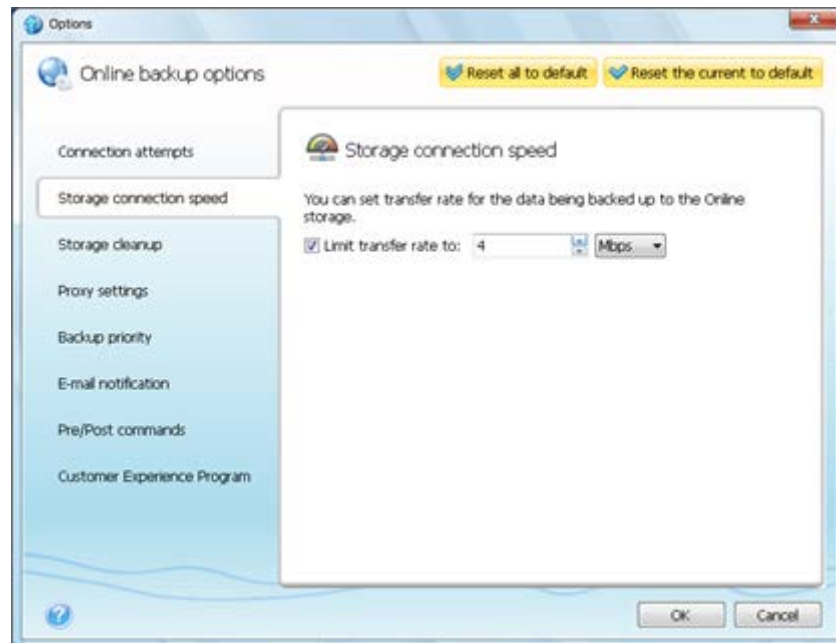 Options
Online backup options
Reset all to default
Reset the current to default
Connection attempts
Storage connection speed
Storage cleanup
Proxy settings
Backup priority
E-mail notification
Pre/Post commands
Customer Experience Program
Storage connection speed
You can set transfer rate for the data being backed up to the Online
storage.
Limit transfer rate to: 4 Mbps
OK
Cancel